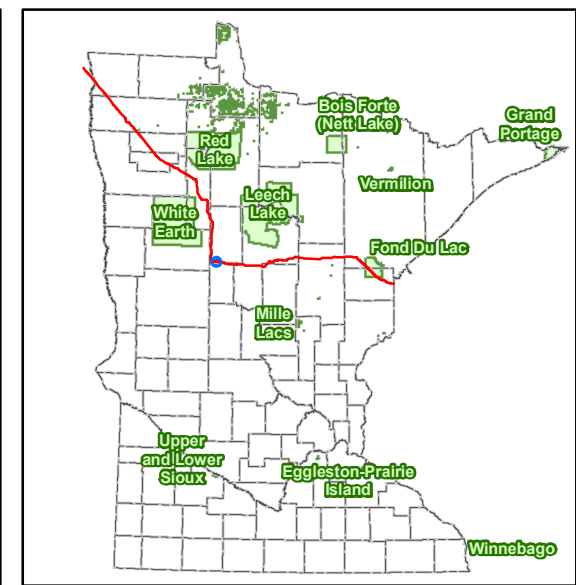 Bois Forte
(Nett Lake)
Grand
Portage
Red
Lake
Vermilion
Leech
Lake
White
Earth
Fond Du Lac
Mille
Lacs
Upper
and Lower
Sioux
Eggleston-Prairie
Island
Winnebago